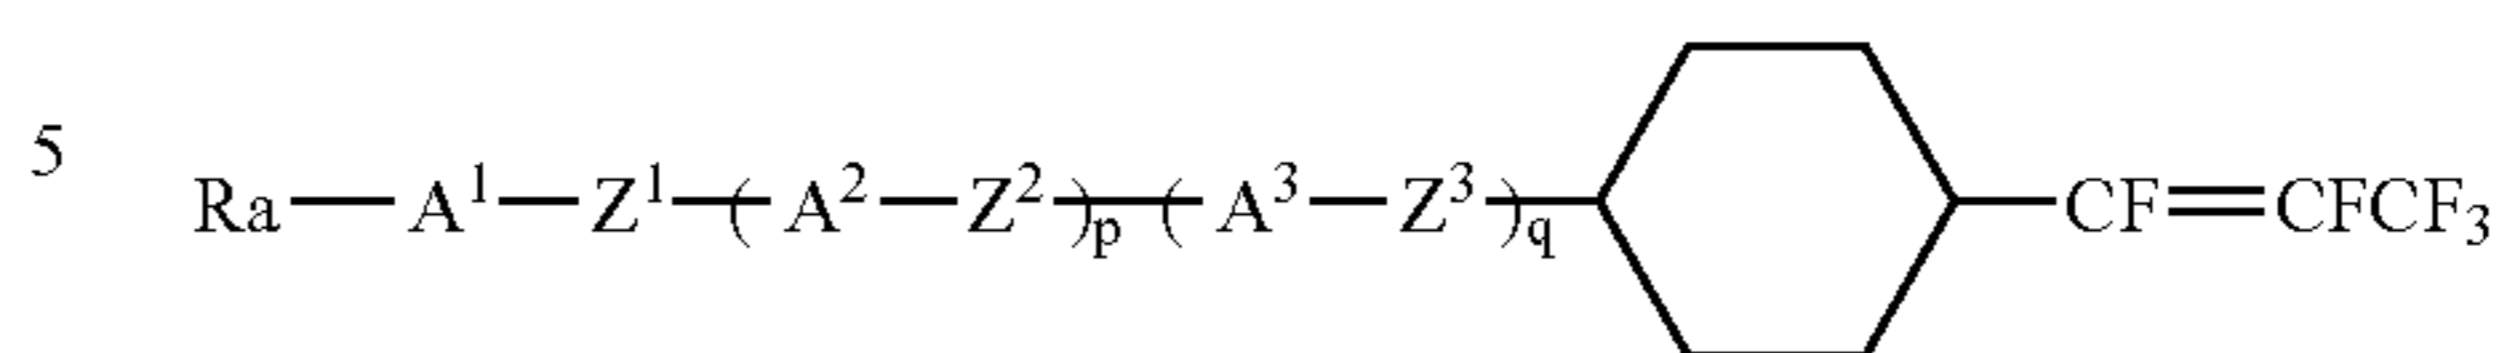 5
Ra—A¹—Z¹—(A²—Z²)p(A³—Z³)q—CF=CFCF₃